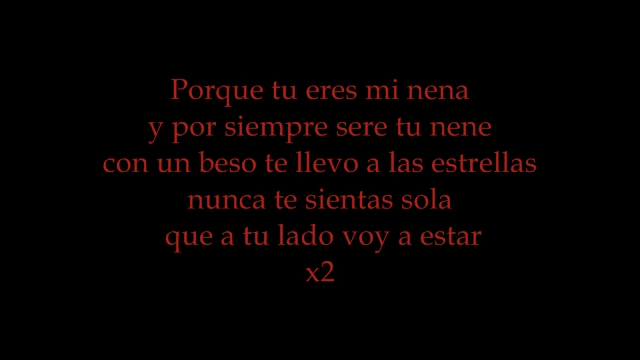 Porque tu eres mi nena
y por siempre sere tu nene
con un beso te llevo a las estrellas
nunca te sientas sola
que a tu lado voy a estar
x2